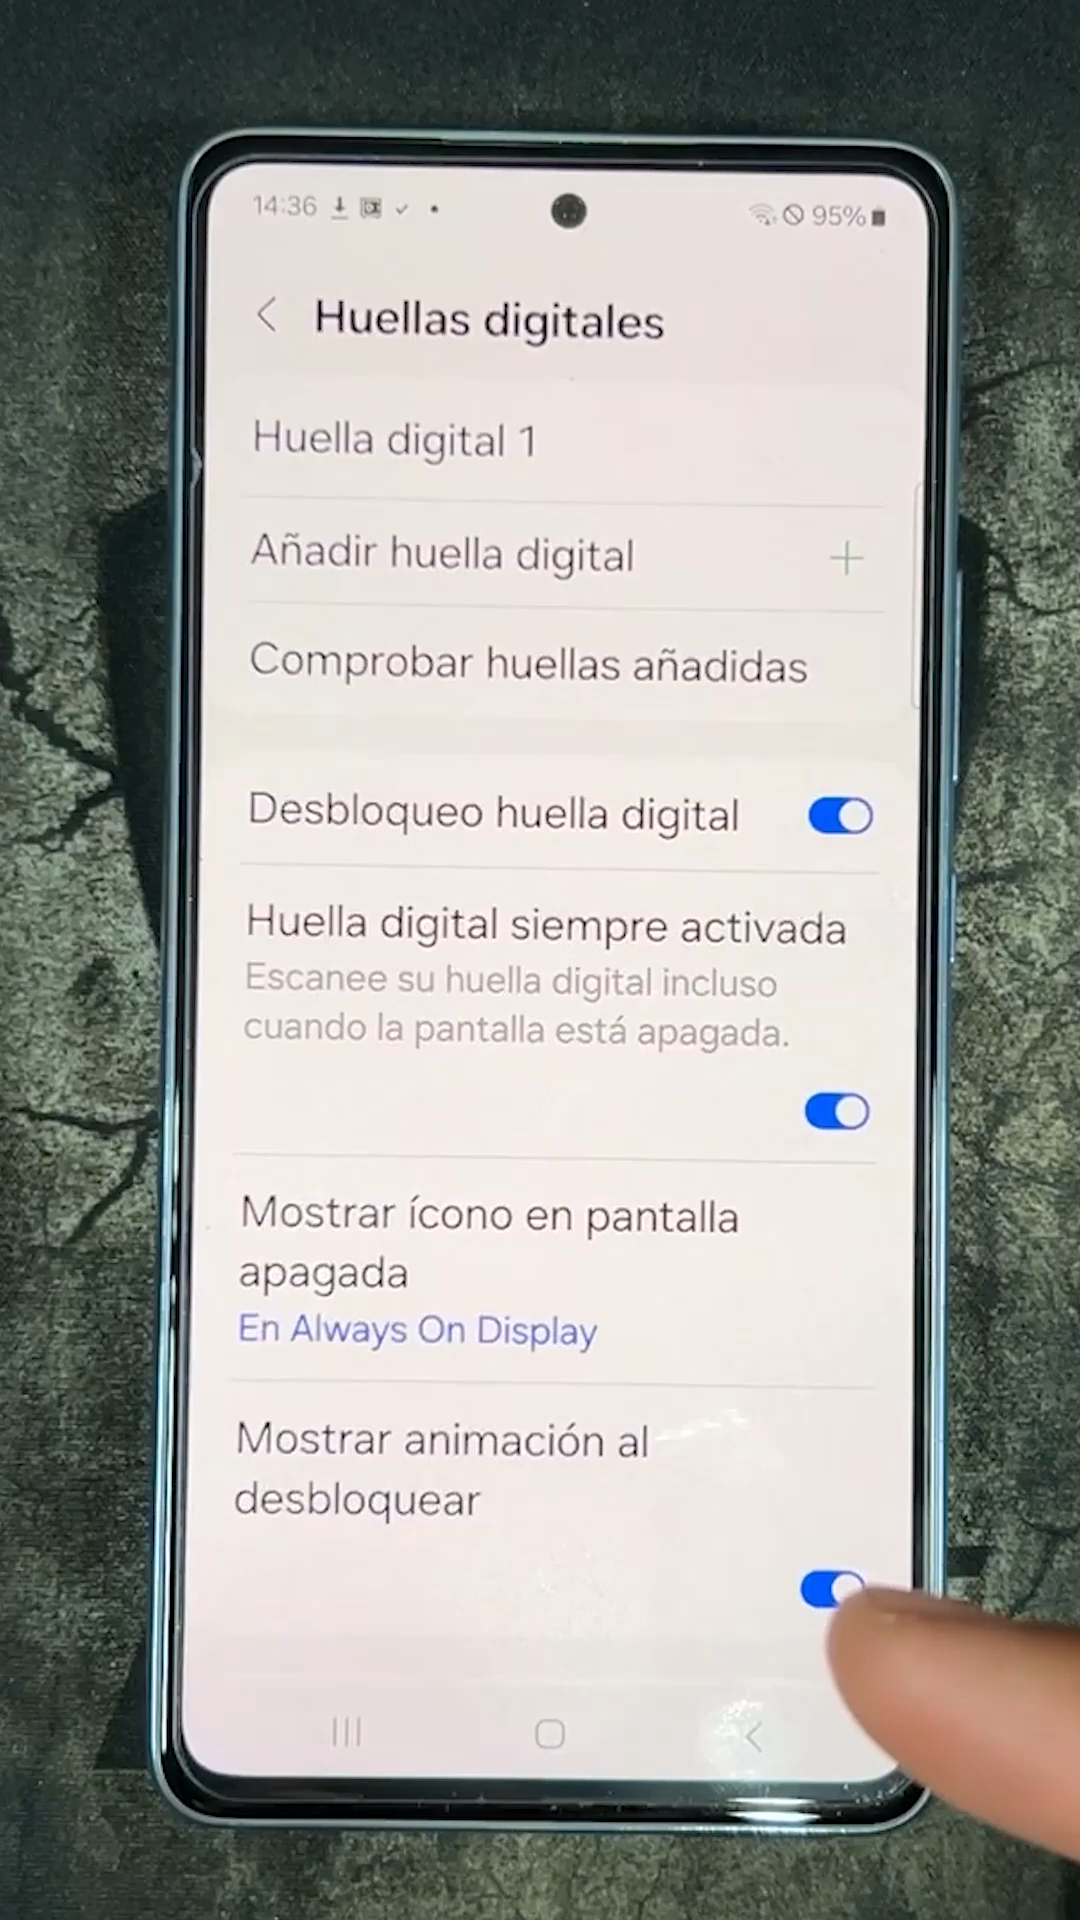 14:36
95%
Huellas digitales
Huella digital 1
Añadir huella digital
Comprobar huellas añadidas
Desbloqueo huella digital
Huella digital siempre activada
Escanee su huella digital incluso
cuando la pantalla está apagada.
Mostrar ícono en pantalla
apagada
En Always On Display
Mostrar animación al
desbloquear